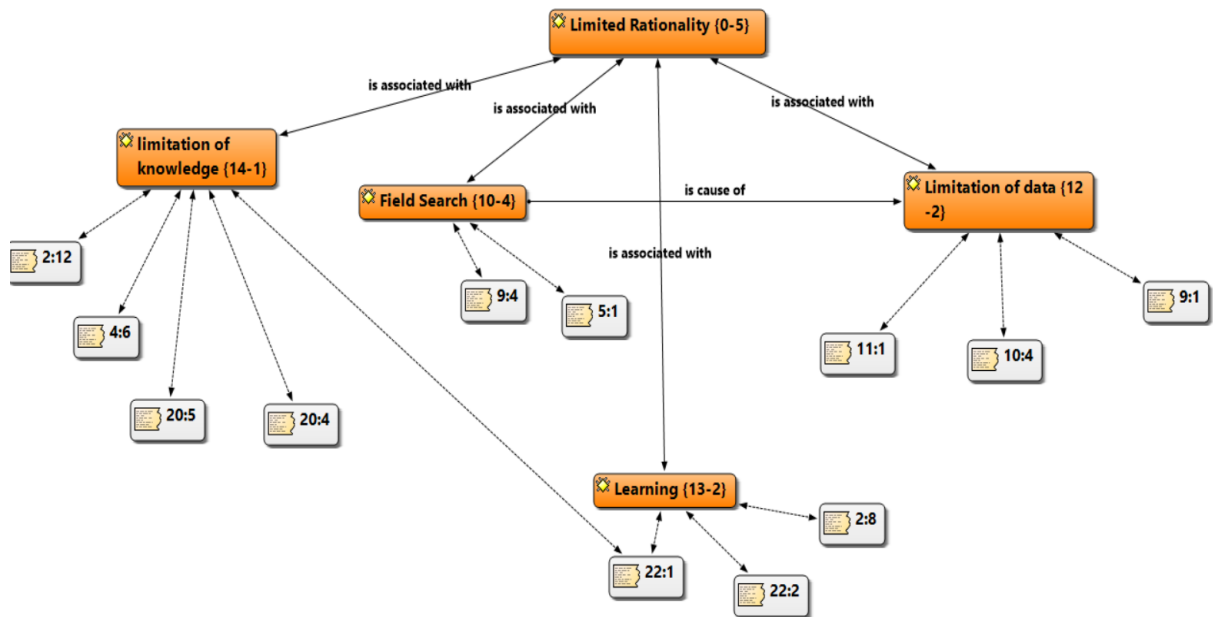 Limited Rationality {0-5}
is associated with
is associated with
is associated with
limitation of
knowledge {14-1}
Field Search {10-4}
is cause of
Limitation of data {12
-2}
is associated with
2:12
4:6
20:5
20:4
9:4
5:1
11:1
10:4
9:1
Learning {13-2}
2:8
22:1
22:2